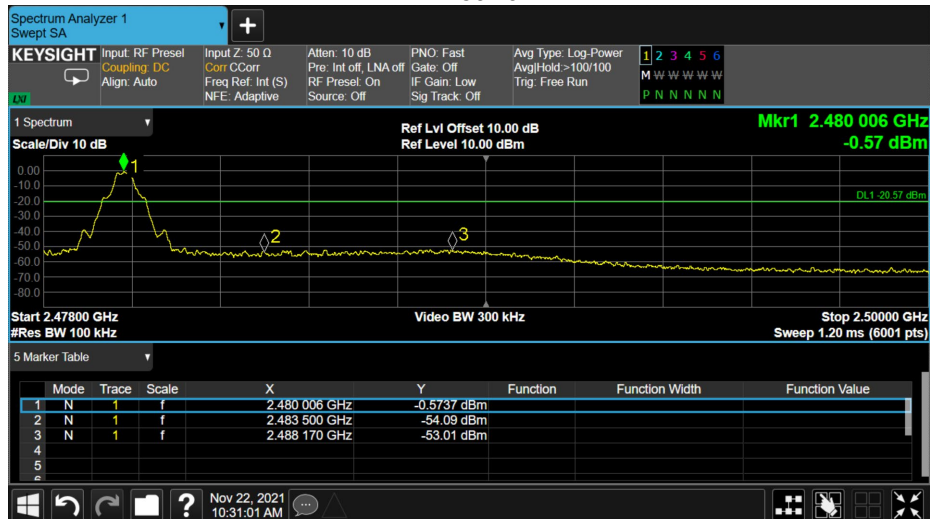 Spectrum Analyzer 1
Swept SA
+
KEYSIGHT
LXI
Input: RF Presel
Coupling: DC
Align: Auto
Input Z: 50 Ω
Corr CCorr
Freq Ref: Int (S)
NFE: Adaptive
Atten: 10 dB
Pre: Int off, LNA off
RF Presel: On
Source: Off
PNO: Fast
Gate: Off
IF Gain: Low
Sig Track: Off
Avg Type: Log-Power
Avg|Hold:>100/100
Trig: Free Run
1 2 3 4 5 6
M W W W W W
P N N N N N
1 Spectrum
Scale/Div 10 dB
Ref Lvl Offset 10.00 dB
Ref Level 10.00 dBm
Mkr1 2.480 006 GHz
-0.57 dBm
0.00
-10.0
-20.0
-30.0
-40.0
-50.0
-60.0
-70.0
-80.0
1
2
3
DL1 -20.57 dBm
Start 2.47800 GHz
#Res BW 100 kHz
Video BW 300 kHz
Stop 2.50000 GHz
Sweep 1.20 ms (6001 pts)
5 Marker Table
Mode Trace Scale X Y Function Function Width Function Value
1 N 1 f 2.480 006 GHz -0.5737 dBm
2 N 1 f 2.483 500 GHz -54.09 dBm
3 N 1 f 2.488 170 GHz -53.01 dBm
4
5
?
Nov 22, 2021
10:31:01 AM